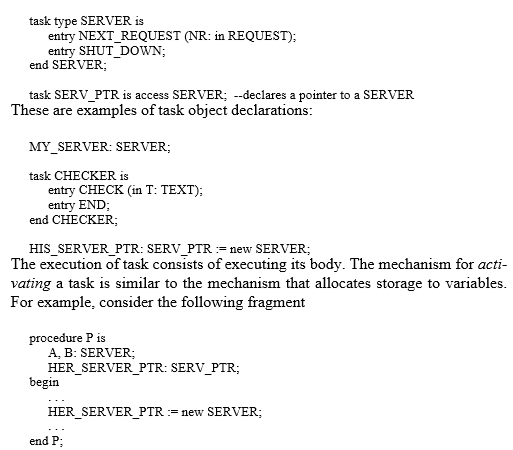 task type SERVER is
entry NEXT_REQUEST (NR: in REQUEST);
entry SHUT_DOWN;
end SERVER;
task SERV_PTR is access SERVER; --declares a pointer to a SERVER
These are examples of task object declarations:
MY_SERVER: SERVER;
task CHECKER is
entry CHECK (in T: TEXT);
entry END;
end CHECKER;
HIS_SERVER_PTR: SERV_PTR := new SERVER;
The execution of task consists of executing its body. The mechanism for acti-
vating a task is similar to the mechanism that allocates storage to variables.
For example, consider the following fragment
procedure P is
A, B: SERVER;
HER_SERVER_PTR: SERV_PTR;
begin
. . .
HER_SERVER_PTR := new SERVER;
. . .
end P;